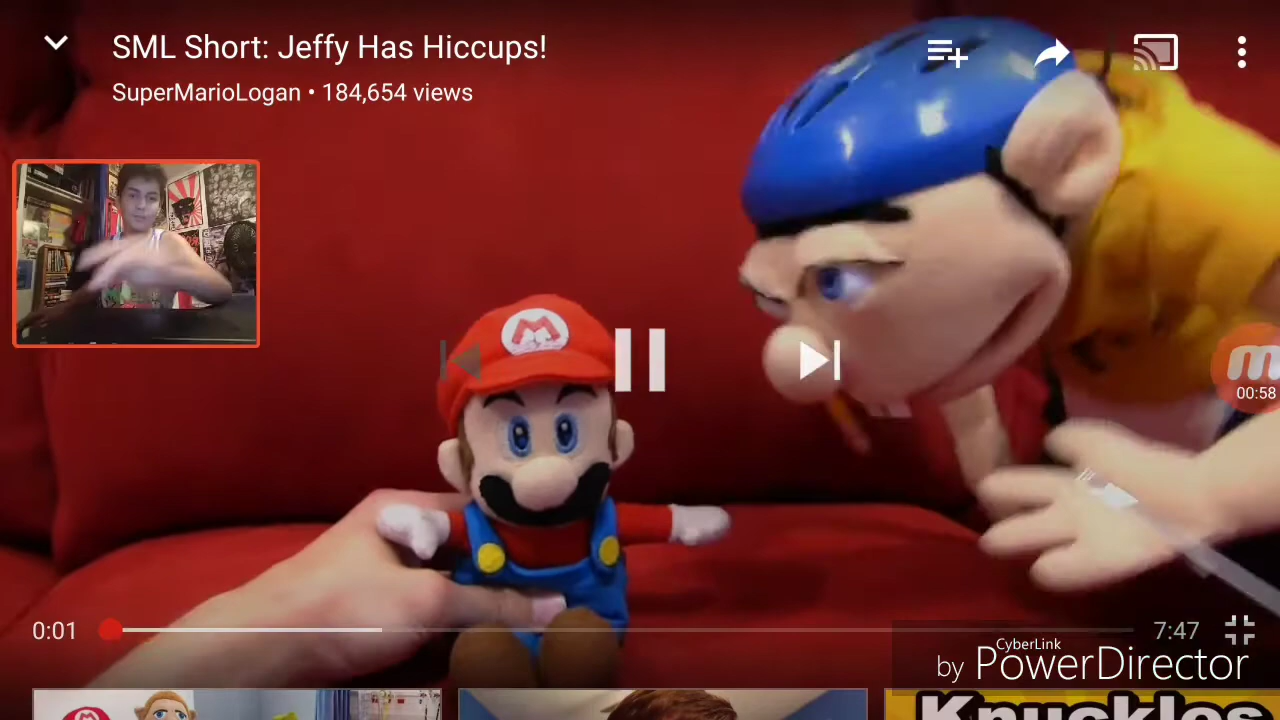 SML Short: Jeffy Has Hiccups!
SuperMarioLogan • 184,654 views
M
00:58
0:01
7:47
CyberLink
by PowerDirector
Knuckles